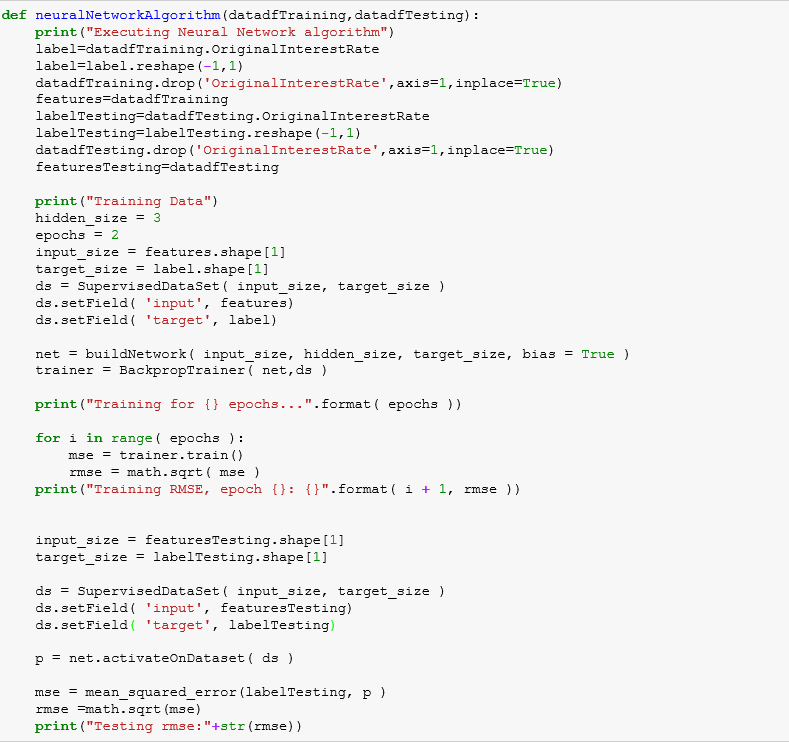 def neuralNetworkAlgorithm(datadfTraining,datadfTesting):
    print("Executing Neural Network algorithm")
    label=datadfTraining.OriginalInterestRate
    label=label.reshape(-1,1)
    datadfTraining.drop('OriginalInterestRate',axis=1,inplace=True)
    features=datadfTraining
    labelTesting=datadfTesting.OriginalInterestRate
    labelTesting=labelTesting.reshape(-1,1)
    datadfTesting.drop('OriginalInterestRate',axis=1,inplace=True)
    featuresTesting=datadfTesting

    print("Training Data")
    hidden_size = 3
    epochs = 2
    input_size = features.shape[1]
    target_size = label.shape[1]
    ds = SupervisedDataSet( input_size, target_size )
    ds.setField( 'input', features)
    ds.setField( 'target', label)

    net = buildNetwork( input_size, hidden_size, target_size, bias = True )
    trainer = BackpropTrainer( net,ds )

    print("Training for {} epochs...".format( epochs ))

    for i in range( epochs ):
        mse = trainer.train()
        rmse = math.sqrt( mse )
    print("Training RMSE, epoch {}: {}".format( i + 1, rmse ))


    input_size = featuresTesting.shape[1]
    target_size = labelTesting.shape[1]

    ds = SupervisedDataSet( input_size, target_size )
    ds.setField( 'input', featuresTesting)
    ds.setField( 'target', labelTesting)

    p = net.activateOnDataset( ds )

    mse = mean_squared_error(labelTesting, p )
    rmse =math.sqrt(mse)
    print("Testing rmse:"+str(rmse))